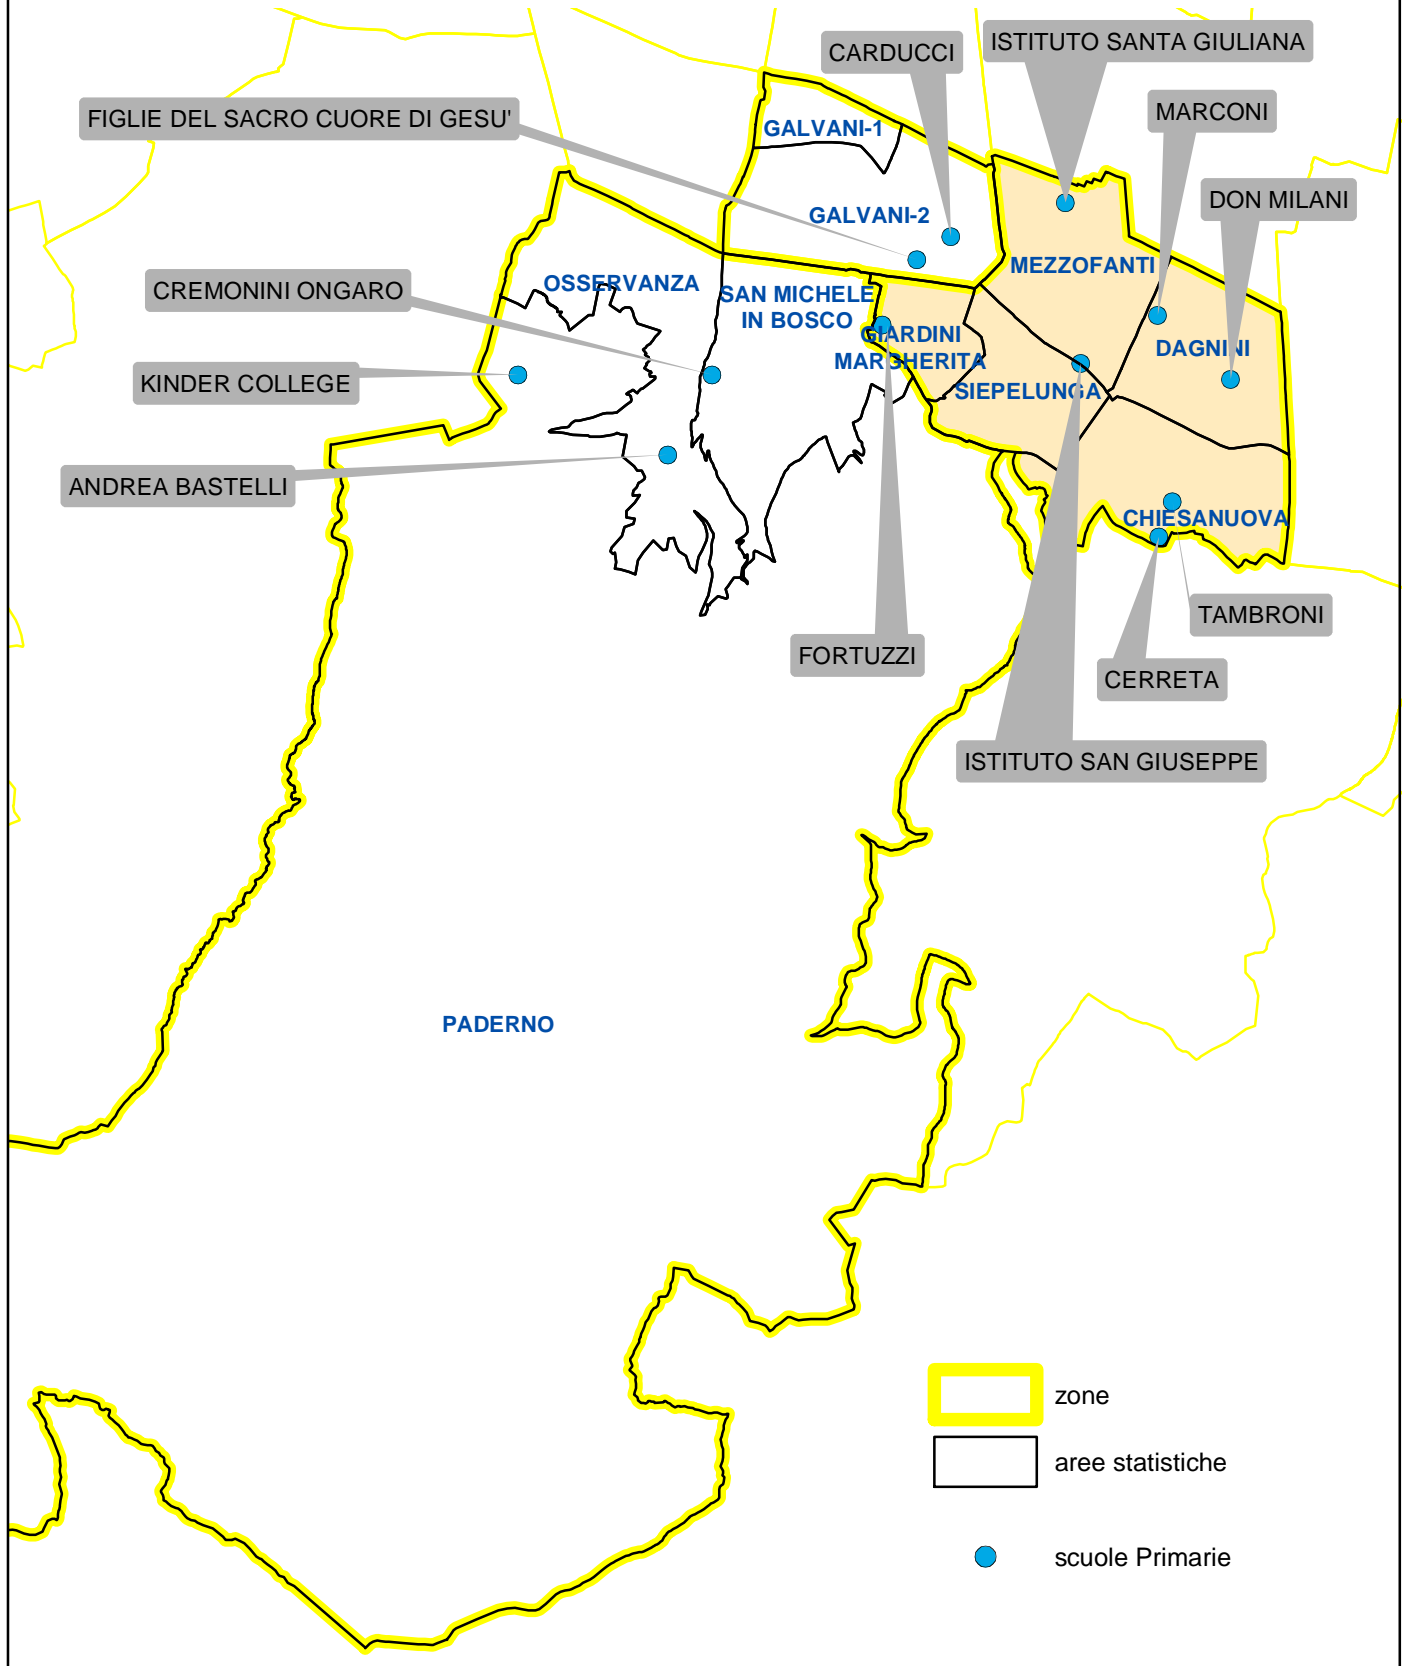 ISTITUTO SANTA GIULIANA
CARDUCCI
MARCONI
FIGLIE DEL SACRO CUORE DI GESU'
GALVANI-1
DON MILANI
GALVANI-2
MEZZOFANTI
OSSERVANZA
CREMONINI ONGARO
SAN MICHELE
IN BOSCO
GIARDINI
MARGHERITA
DAGNINI
KINDER COLLEGE
SIEPELUNGA
ANDREA BASTELLI
CHIESANUOVA
TAMBRONI
FORTUZZI
CERRETA
ISTITUTO SAN GIUSEPPE
PADERNO
zone
aree statistiche
scuole Primarie